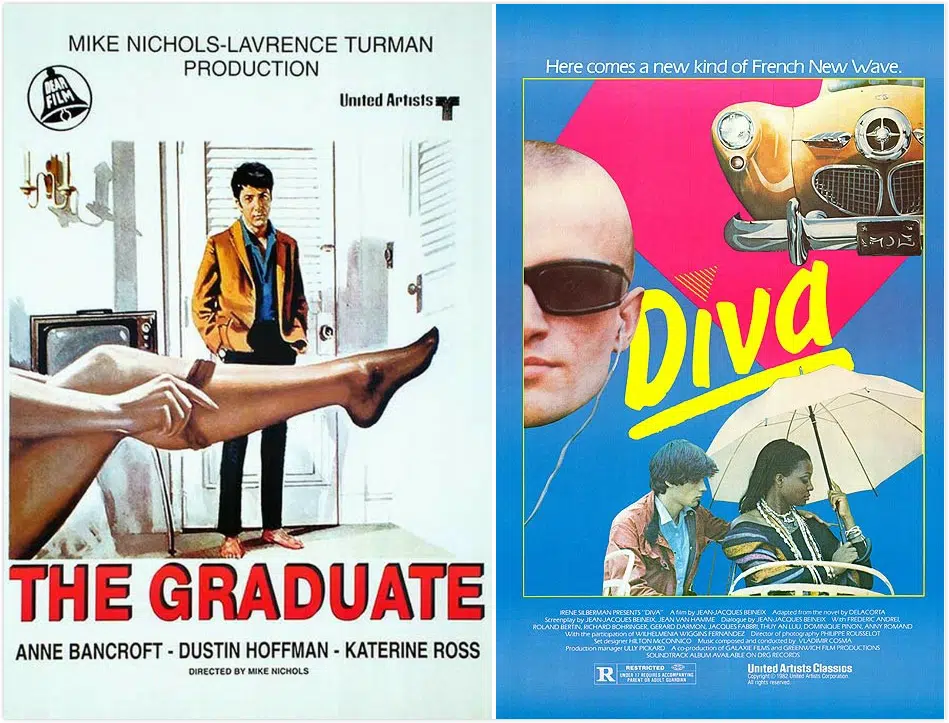 MIKE NICHOLS-LAVRENCE TURMAN
PRODUCTION
DEAR
FILM
United Artists
THE GRADUATE
ANNE BANCROFT - DUSTIN HOFFMAN - KATERINE ROSS
DIRECTED BY MIKE NICHOLS
Here comes a new kind of French New Wave.
Diva
IRENE SILBERMAN PRESENTS "DIVA" A film by JEAN-JACQUES BEINEIX Adapted from the novel by DELACORTA
Screenplay by JEAN-JACQUES BEINEIX, JEAN VAN HAMME Dialogue by JEAN-JACQUES BEINEIX With FREDERIC ANDREI,
ROLAND BERTIN, RICHARD BOHRINGER, GERARD DARMON, JACQUES FABBRI, THUY AN LUU, DOMINIQUE PINON, ANNY ROMAND
With the participation of WILHELMENIA WIGGINS FERNANDEZ Director of photography PHILIPPE ROUSSELOT
Set designer HILTON McCONNICO Music composed and conducted by VLADIMIR COSMA
Production manager ULLY PICKARD A co-production of GALAXIE FILMS and GREENWICH FILM PRODUCTIONS
SOUNDTRACK ALBUM AVAILABLE ON DRG RECORDS
R RESTRICTED
UNDER 17 REQUIRES ACCOMPANYING
PARENT OR ADULT GUARDIAN
United Artists Classics
Copyright © 1982 United Artists Corporation.
All rights reserved.